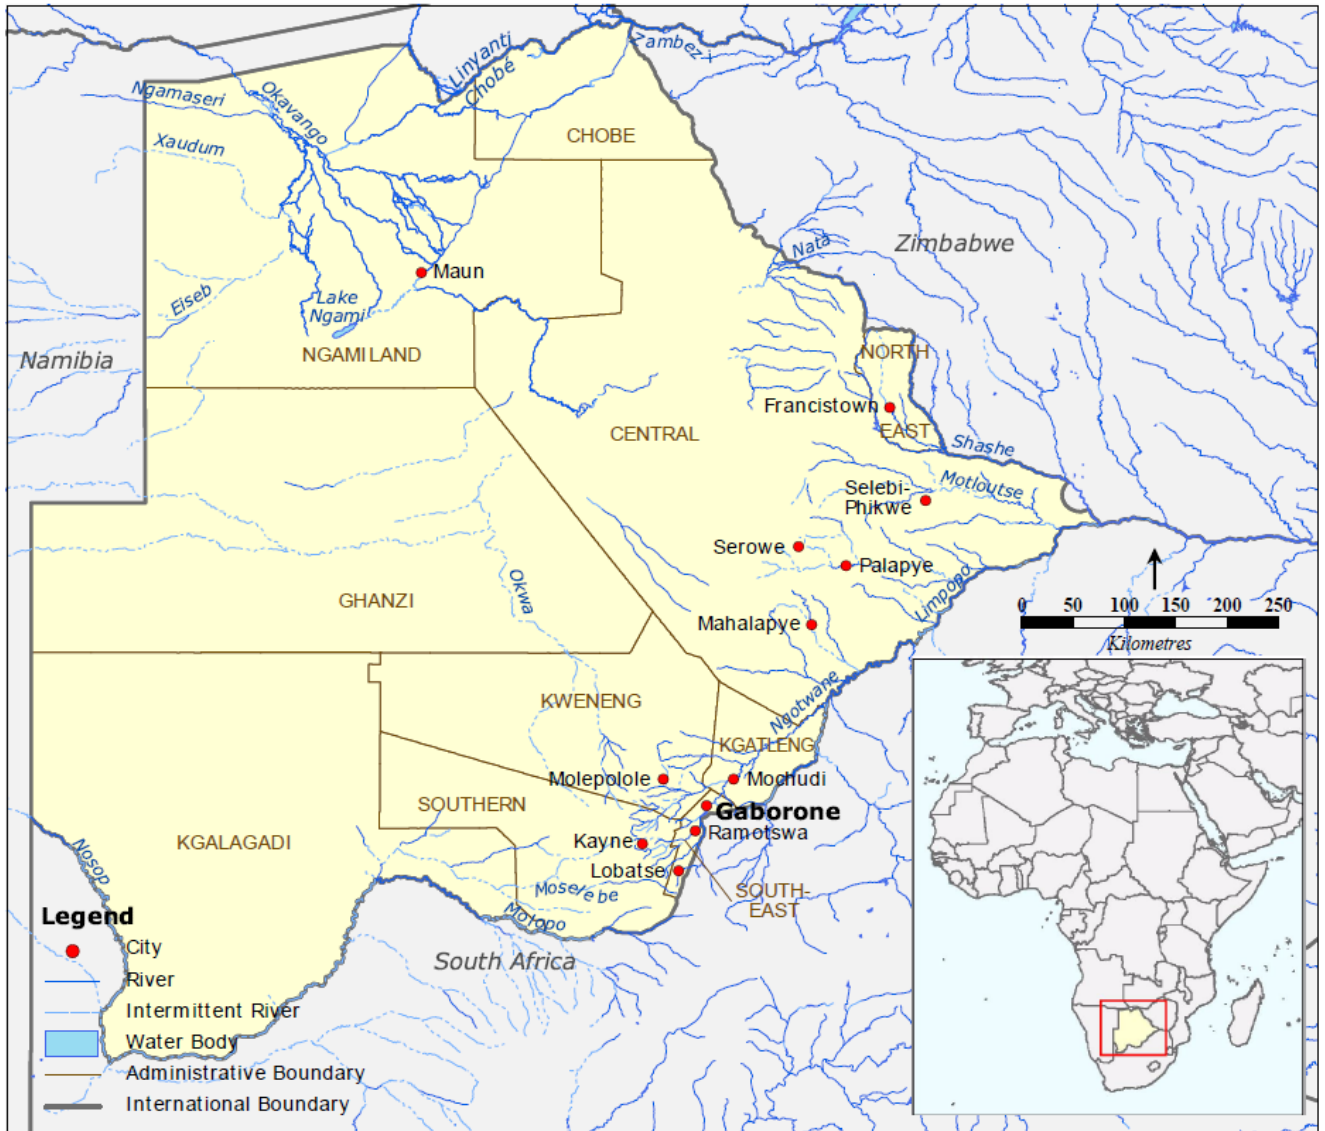 Zambezi
Linyanti
Chobé
Ngamaseri
Okavango
CHOBE
Xaudum
Nata
Zimbabwe
Maun
Eiseb
Lake
Ngami
NGAMILAND
Namibia
NORTH
EAST
Francistown
CENTRAL
Shashe
Motloutse
Selebi-
Phikwe
Serowe
Palapye
Okwa
Limpopo
GHANZI
Mahalapye
0 50 100 150 200 250
Kilometres
KWENENG
Ngotwane
KGATLENG
Molepolole
Mochudi
SOUTHERN
Gaborone
Ramotswa
KGALAGADI
Kayne
Nosop
Lobatse
Moselebe
SOUTH-
EAST
Molopo
South Africa
Legend
City
River
Intermittent River
Water Body
Administrative Boundary
International Boundary